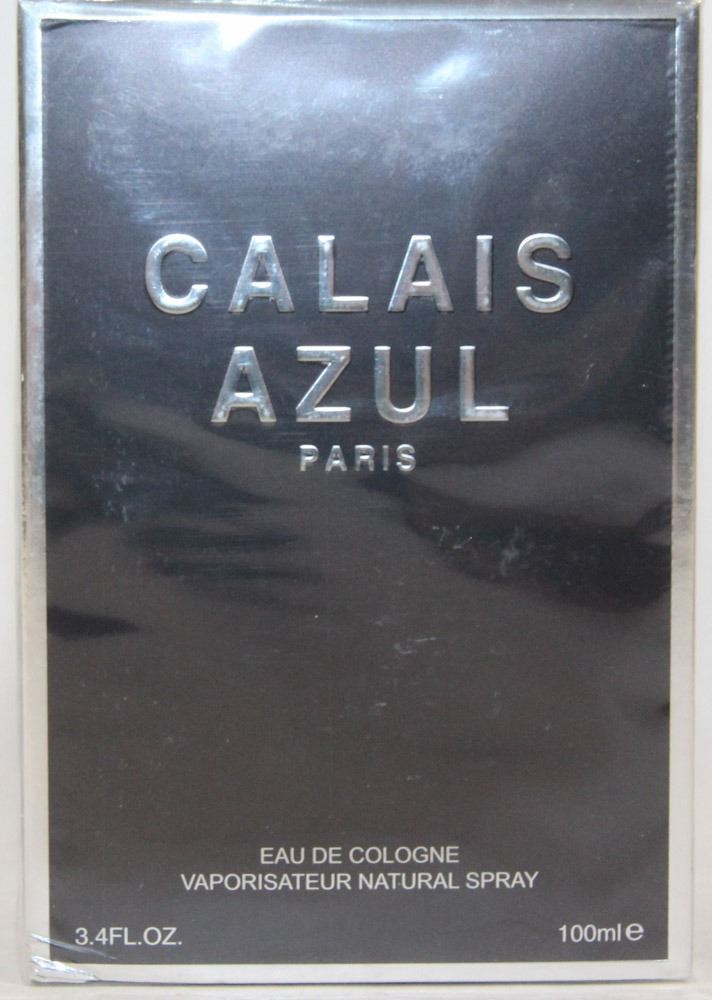 CALAIS
AZUL
PARIS
EAU DE COLOGNE
VAPORISATEUR NATURAL SPRAY
3.4FL.OZ. 100ml℮